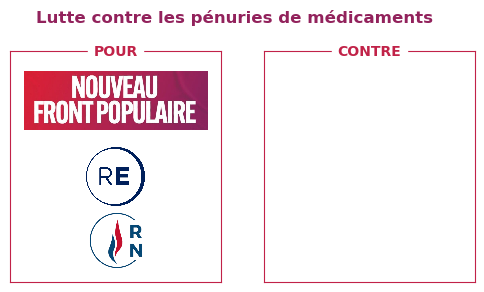 Lutte contre les pénuries de médicaments
POUR
NOUVEAU
FRONT POPULAIRE
RE
R
N
CONTRE